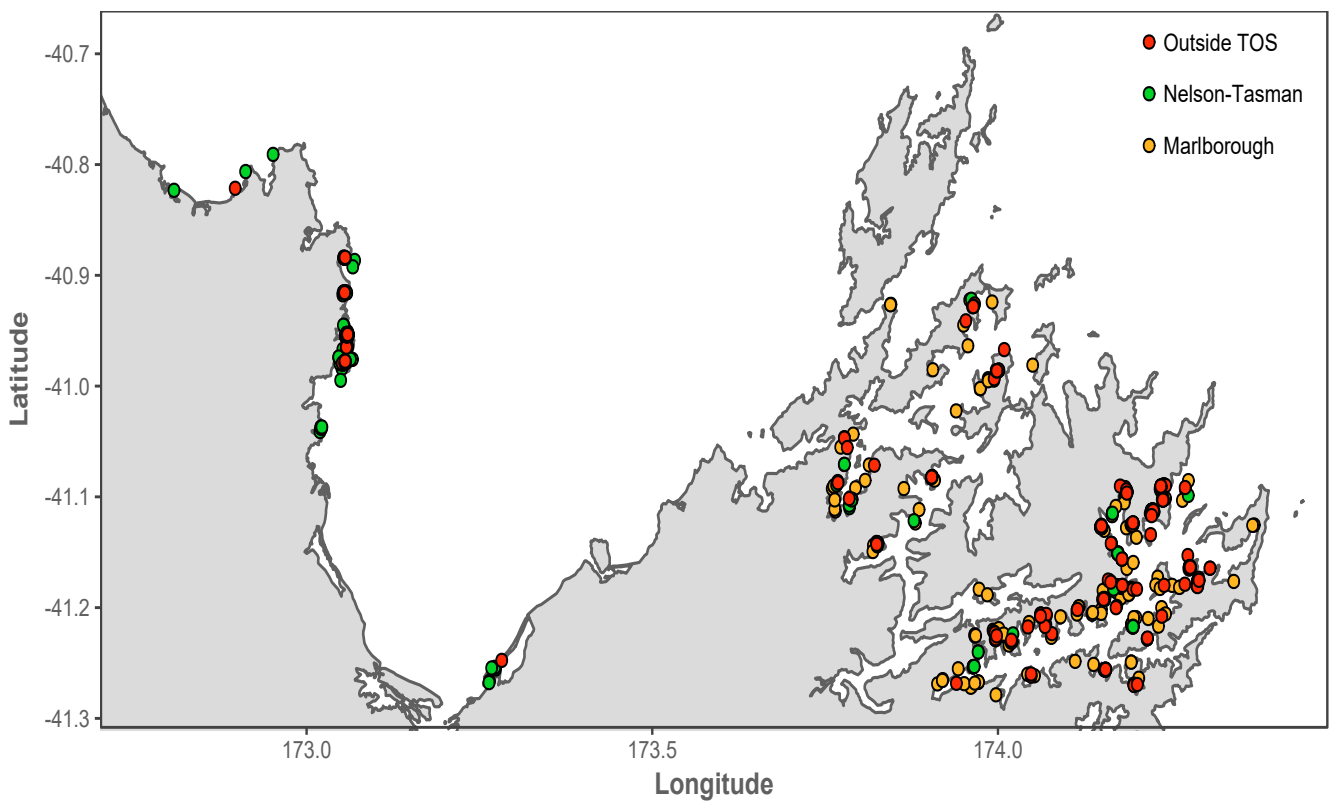 Outside TOS
Nelson-Tasman
Marlborough
Latitude
-40.7
-40.8
-40.9
-41.0
-41.1
-41.2
-41.3
173.0
173.5
174.0
Longitude